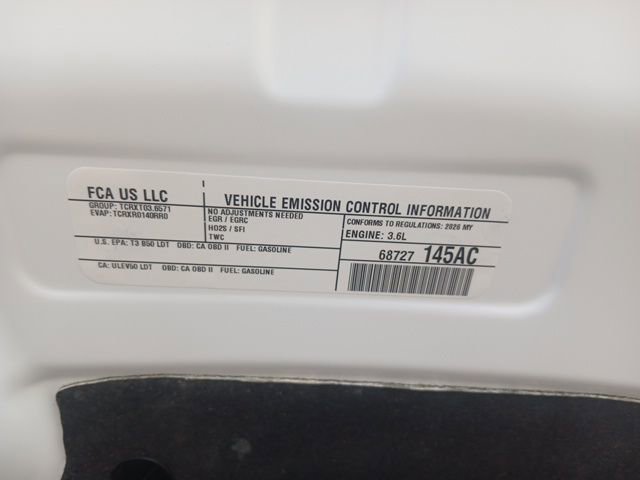 FCA US LLC
GROUP: TCRXT03.6571
EVAP: TCRXR0140RR0
VEHICLE EMISSION CONTROL INFORMATION
NO ADJUSTMENTS NEEDED
EGR / EGRC
HO2S / SFI
TWC
CONFORMS TO REGULATIONS: 2026 MY
ENGINE: 3.6L
U.S. EPA: T3 B50 LDT OBD: CA OBD II FUEL: GASOLINE
CA: ULEV50 LDT OBD: CA OBD II FUEL: GASOLINE
68727 145AC